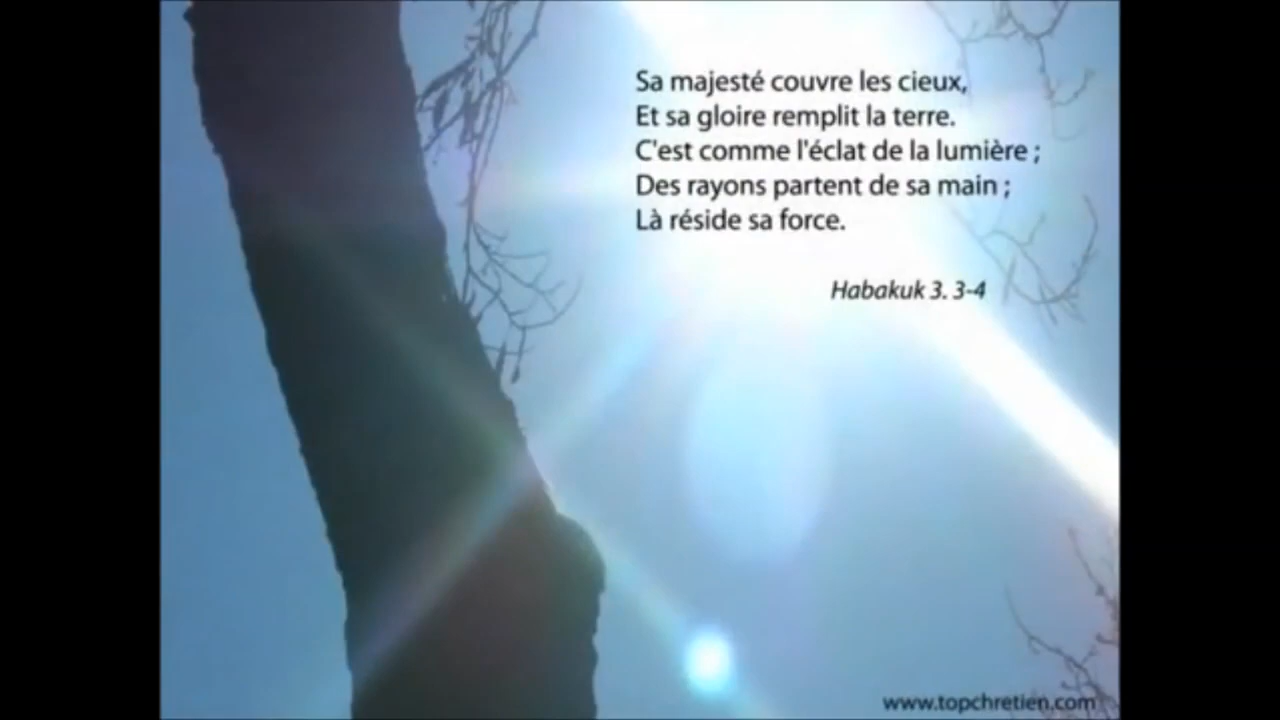 Sa majesté couvre les cieux,
Et sa gloire remplit la terre.
C'est comme l'éclat de la lumière ;
Des rayons partent de sa main ;
Là réside sa force.
Habakuk 3. 3-4
www.topchretien.com